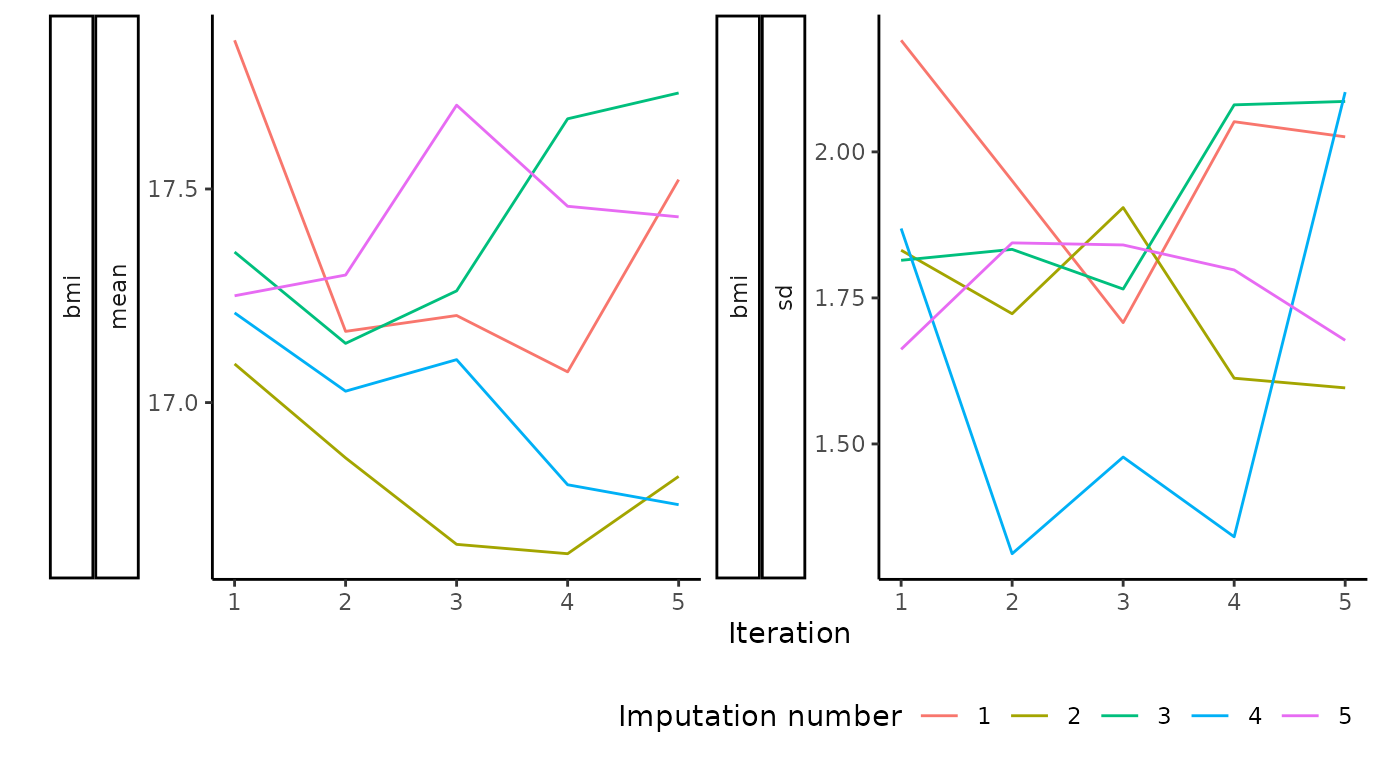 bmi
mean
17.5
17.0
1 2 3 4 5
bmi
sd
2.00
1.75
1.50
1 2 3 4 5
Iteration
Imputation number 1 2 3 4 5